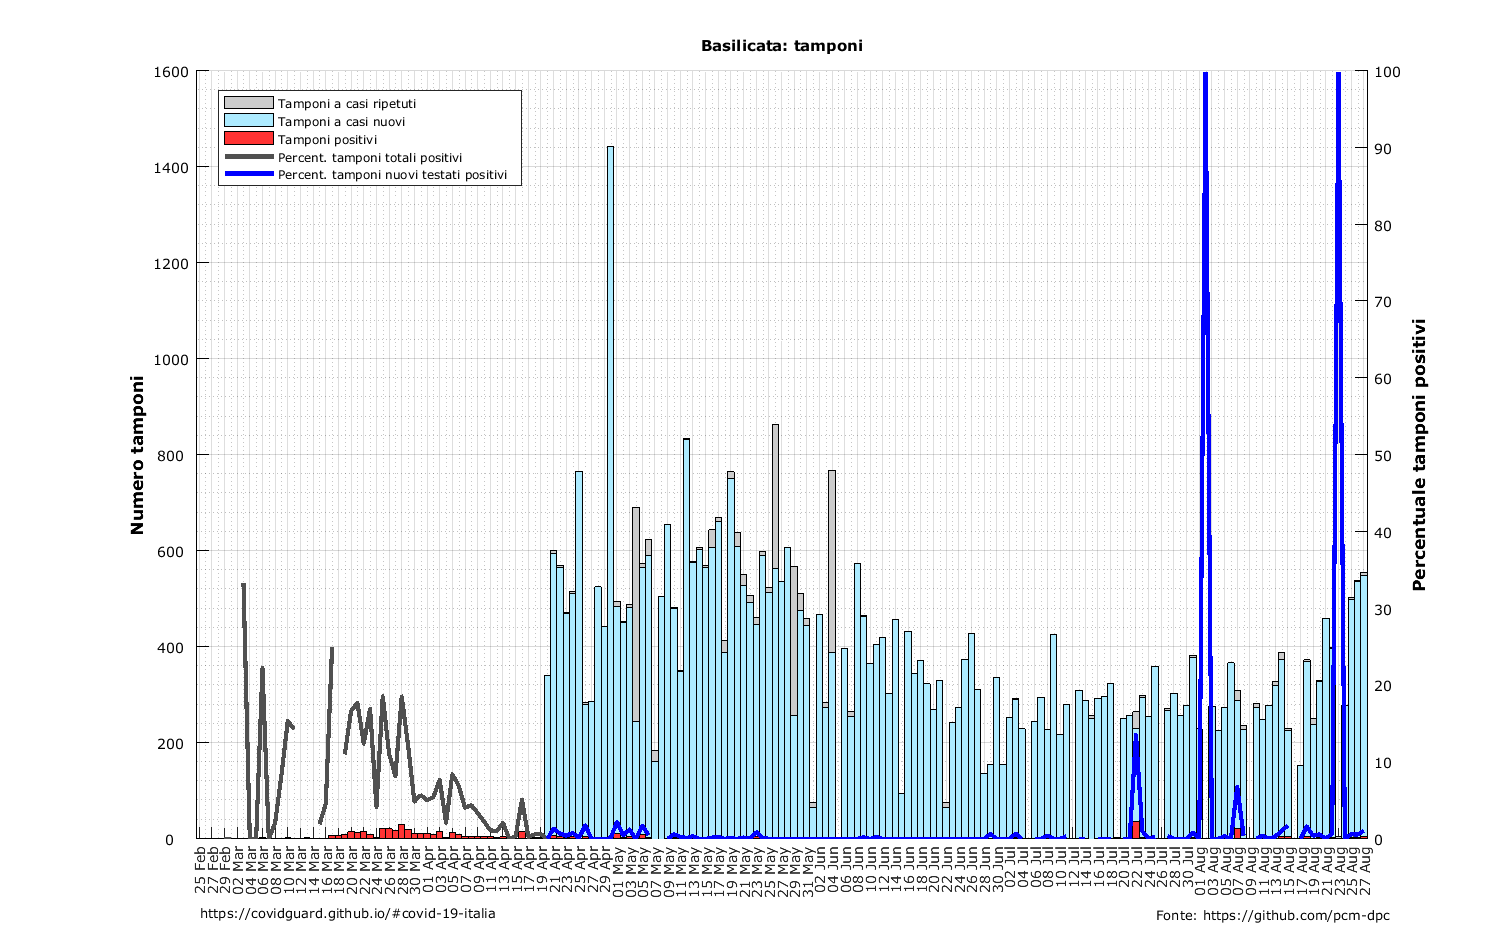 Basilicata: tamponi
Tamponi a casi ripetuti
Tamponi a casi nuovi
Tamponi positivi
Percent. tamponi totali positivi
Percent. tamponi nuovi testati positivi
Numero tamponi
1600
1400
1200
1000
800
600
400
200
0
Percentuale tamponi positivi
100
90
80
70
60
50
40
30
20
10
0
25 Feb
27 Feb
29 Feb
02 Mar
04 Mar
06 Mar
08 Mar
10 Mar
12 Mar
14 Mar
16 Mar
18 Mar
20 Mar
22 Mar
24 Mar
26 Mar
28 Mar
30 Mar
01 Apr
03 Apr
05 Apr
07 Apr
09 Apr
11 Apr
13 Apr
15 Apr
17 Apr
19 Apr
21 Apr
23 Apr
25 Apr
27 Apr
29 Apr
01 May
03 May
05 May
07 May
09 May
11 May
13 May
15 May
17 May
19 May
21 May
23 May
25 May
27 May
29 May
31 May
02 Jun
04 Jun
06 Jun
08 Jun
10 Jun
12 Jun
14 Jun
16 Jun
18 Jun
20 Jun
22 Jun
24 Jun
26 Jun
28 Jun
30 Jun
02 Jul
04 Jul
06 Jul
08 Jul
10 Jul
12 Jul
14 Jul
16 Jul
18 Jul
20 Jul
22 Jul
24 Jul
26 Jul
28 Jul
30 Jul
01 Aug
03 Aug
05 Aug
07 Aug
09 Aug
11 Aug
13 Aug
15 Aug
17 Aug
19 Aug
21 Aug
23 Aug
25 Aug
27 Aug
https://covidguard.github.io/#covid-19-italia
Fonte: https://github.com/pcm-dpc